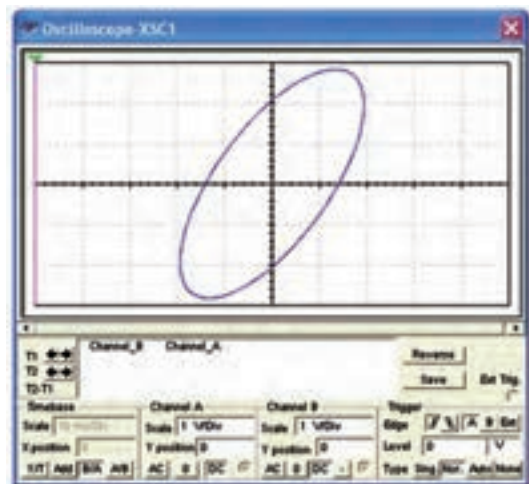 Oscilloscope-XSC1
Channel_B Channel_A
T1
T2
T2-T1
Reverse
Save
Ext Trig
Timebase
Scale
X position
Y/T Add B/A A/B
Channel A
Scale 1 V/Div
Y position 0
AC 0 DC
Channel B
Scale 1 V/Div
Y position 0
AC 0 DC -
Trigger
Edge A B Ext
Level 0 V
Type Sing Nor. Auto None